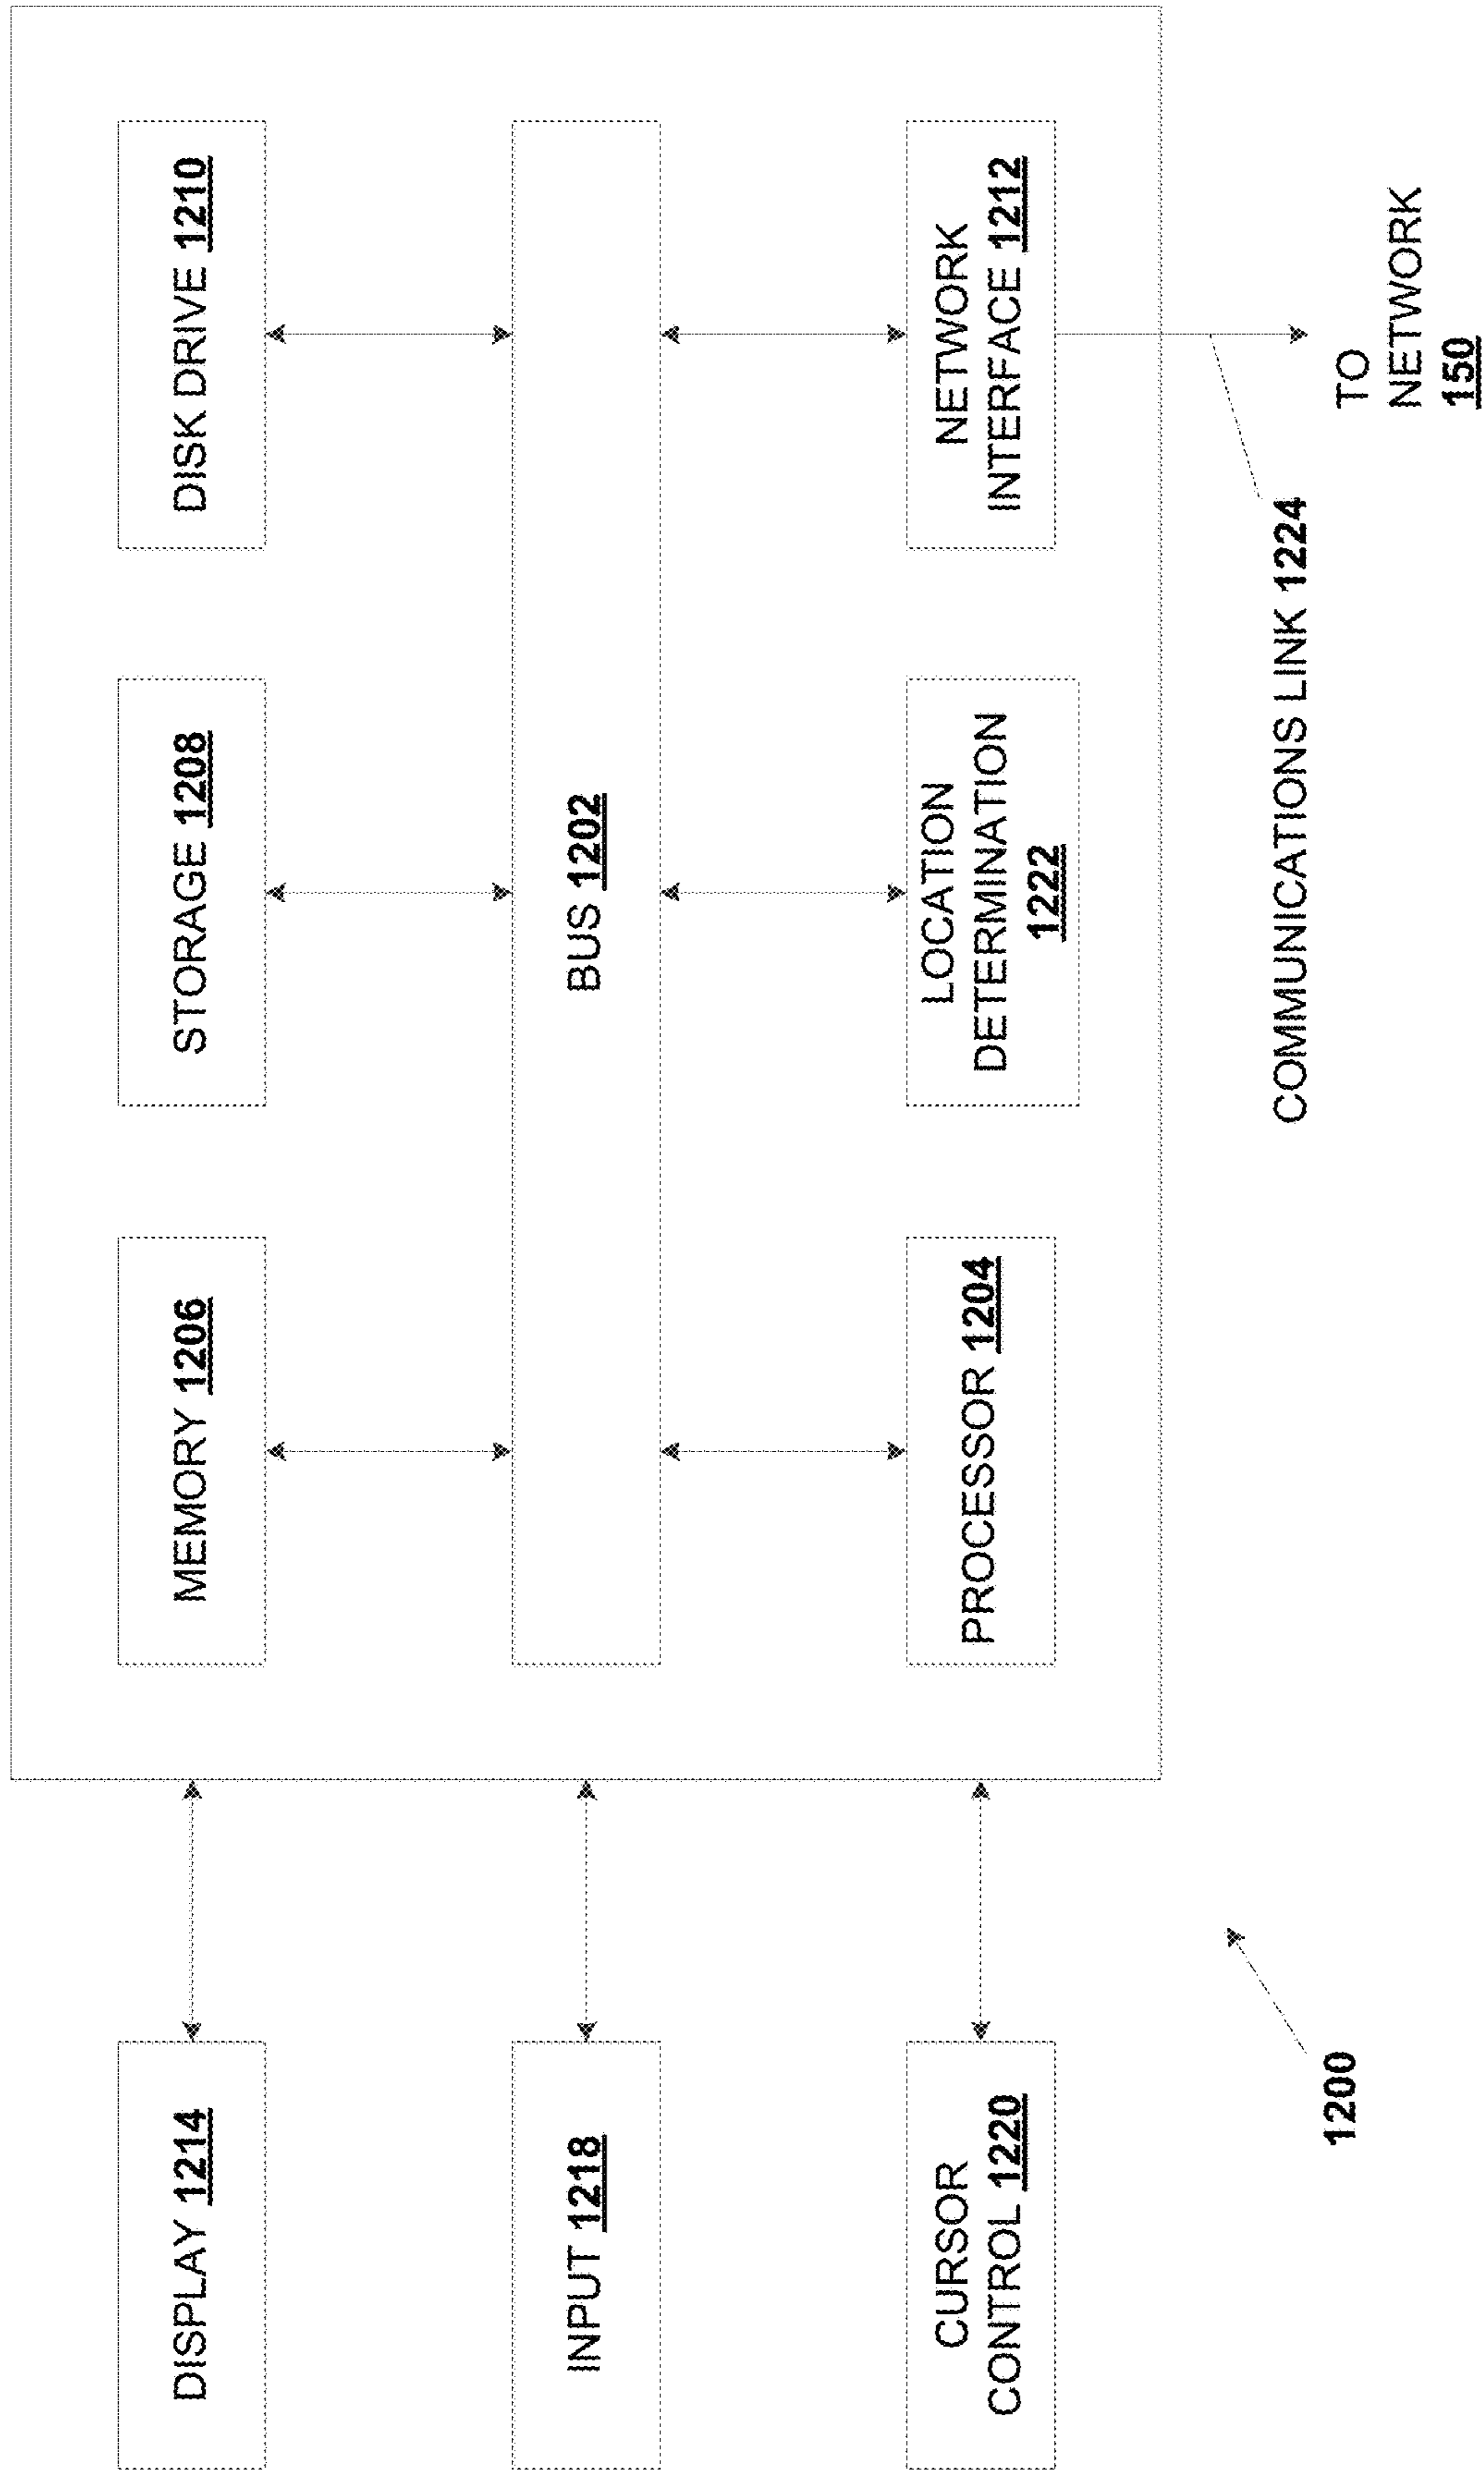 DISPLAY 1214
MEMORY 1206
STORAGE 1208
DISK DRIVE 1210
INPUT 1218
BUS 1202
CURSOR
CONTROL 1220
PROCESSOR 1204
LOCATION
DETERMINATION
1222
NETWORK
INTERFACE 1212
COMMUNICATIONS LINK 1224
TO
NETWORK
150
1200